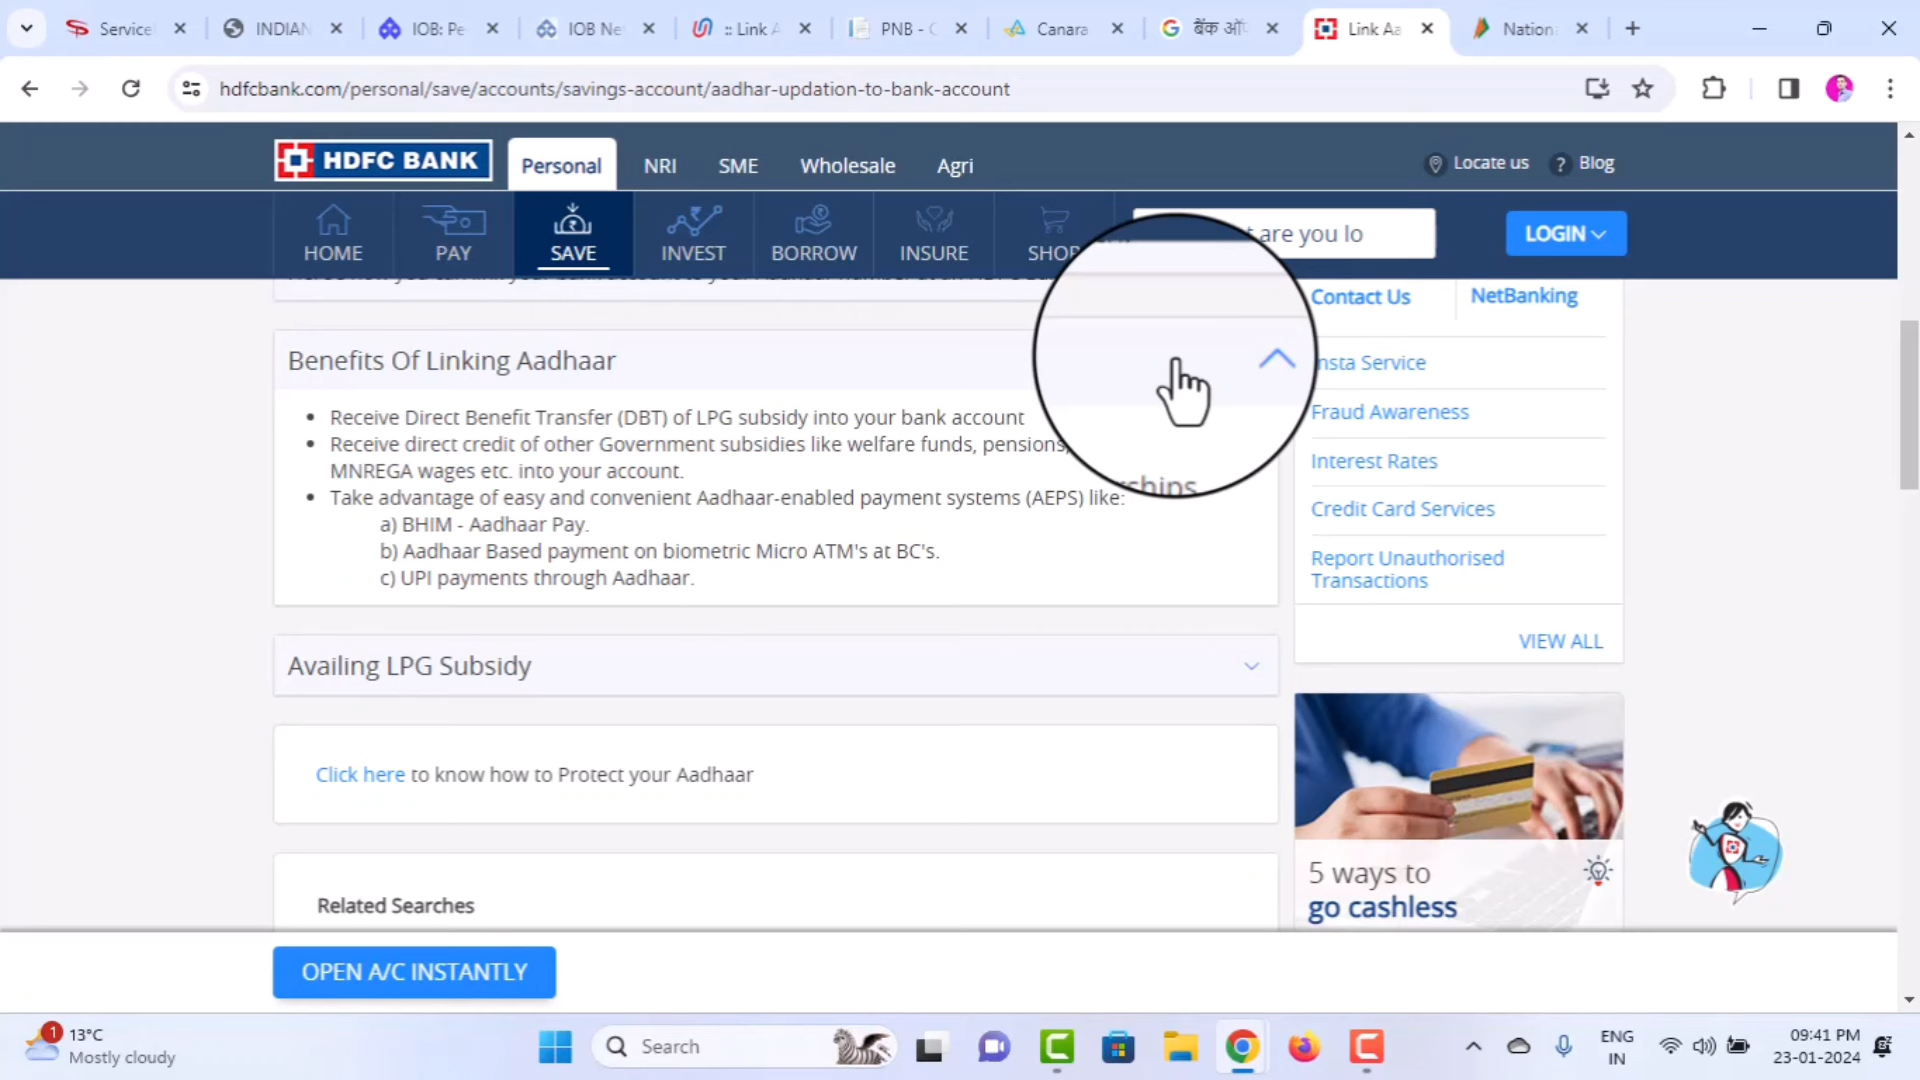 Service
INDIAN
IOB: Pe
IOB Ne
:: Link A
PNB - C
Canara
बैंक ऑ
Link Aa
Nation
hdfcbank.com/personal/save/accounts/savings-account/aadhar-updation-to-bank-account
HDFC BANK
Personal
NRI
SME
Wholesale
Agri
Locate us
? Blog
HOME
PAY
SAVE
INVEST
BORROW
INSURE
SHOP
t are you lo
LOGIN
Contact Us
NetBanking
Benefits Of Linking Aadhaar
nsta Service
• Receive Direct Benefit Transfer (DBT) of LPG subsidy into your bank account
Fraud Awareness
• Receive direct credit of other Government subsidies like welfare funds, pensions,
MNREGA wages etc. into your account.
Interest Rates
rships
• Take advantage of easy and convenient Aadhaar-enabled payment systems (AEPS) like:
Credit Card Services
a) BHIM - Aadhaar Pay.
b) Aadhaar Based payment on biometric Micro ATM's at BC's.
Report Unauthorised
Transactions
c) UPI payments through Aadhaar.
VIEW ALL
Availing LPG Subsidy
Click here to know how to Protect your Aadhaar
5 ways to
go cashless
Related Searches
OPEN A/C INSTANTLY
1
13°C
Mostly cloudy
Search
ENG
IN
09:41 PM
23-01-2024